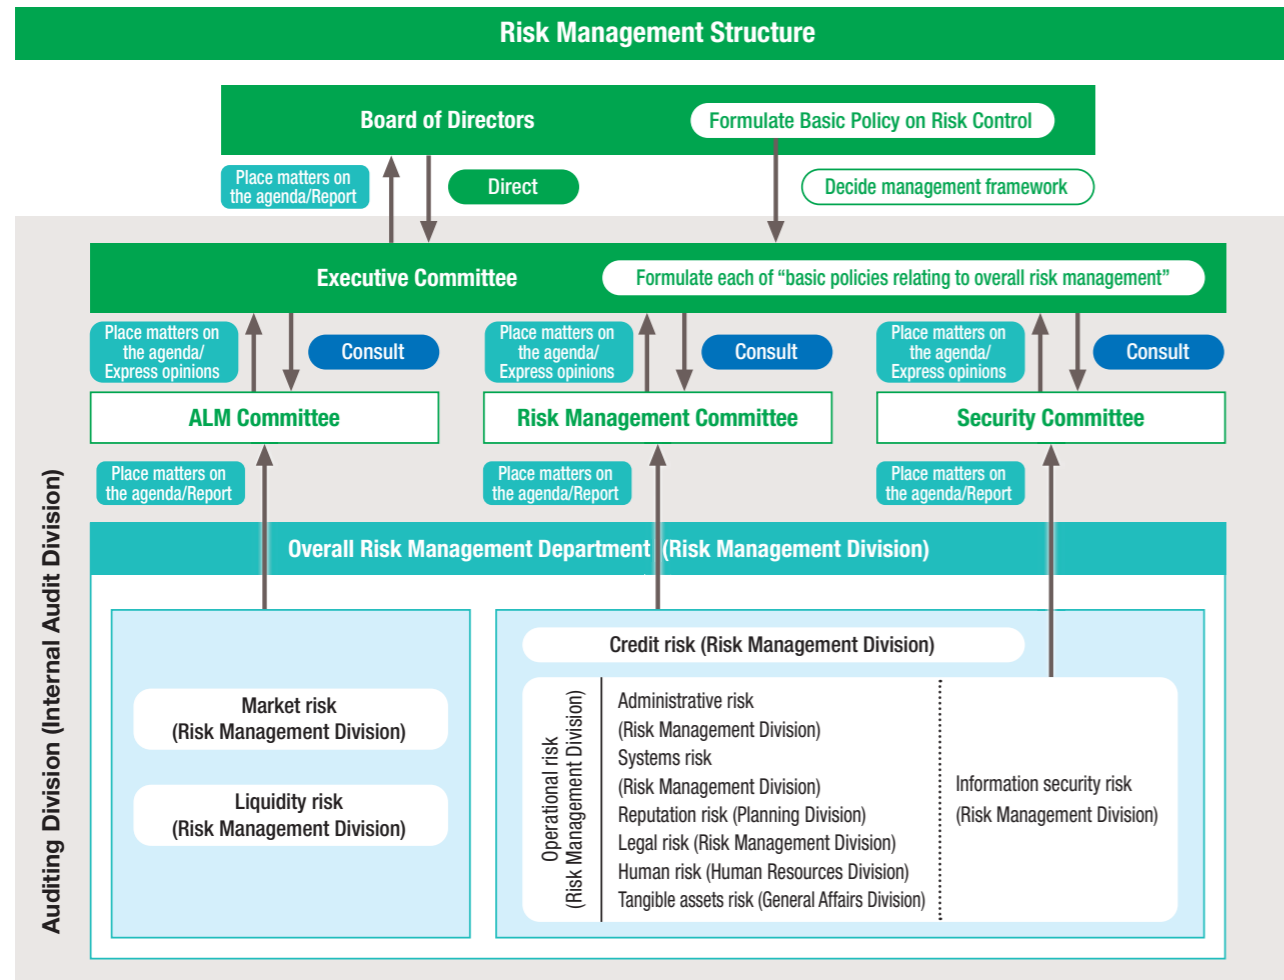 Risk Management Structure
Board of Directors
Formulate Basic Policy on Risk Control
Place matters on
the agenda/Report
Direct
Decide management framework
Executive Committee
Formulate each of “basic policies relating to overall risk management”
Place matters on
the agenda/
Express opinions
Consult
Place matters on
the agenda/
Express opinions
Consult
Place matters on
the agenda/
Express opinions
Consult
ALM Committee
Risk Management Committee
Security Committee
Place matters on
the agenda/Report
Place matters on
the agenda/Report
Place matters on
the agenda/Report
Auditing Division (Internal Audit Division)
Overall Risk Management Department (Risk Management Division)
Market risk
(Risk Management Division)
Liquidity risk
(Risk Management Division)
Credit risk (Risk Management Division)
Operational risk
(Risk Management Division)
Administrative risk
(Risk Management Division)
Systems risk
(Risk Management Division)
Reputation risk (Planning Division)
Legal risk (Risk Management Division)
Human risk (Human Resources Division)
Tangible assets risk (General Affairs Division)
Information security risk
(Risk Management Division)